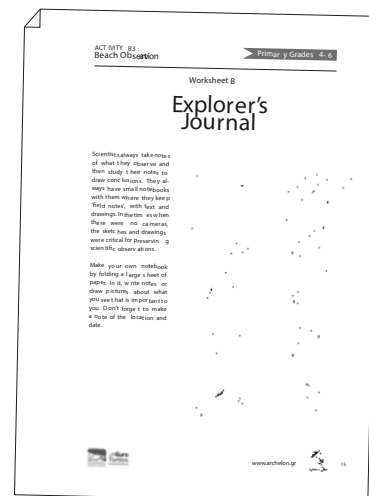 ACTIVITY B3:
Beach Observation
Primary Grades 4-6
Worksheet B
Explorer's
Journal
Scientists always take notes
of what they observe and
then study their notes to
draw conclusions. They al-
ways have small notebooks
with them where they keep
'field notes', with text and
drawings. In the times when
there were no cameras,
the sketches and drawings
were critical for Preserving
scientific observations.
Make your own notebook
by folding a large sheet of
paper. In it, write notes or
draw pictures about what
you see that is important to
you. Don't forget to make
a note of the location and
date.
www.archelon.gr
15